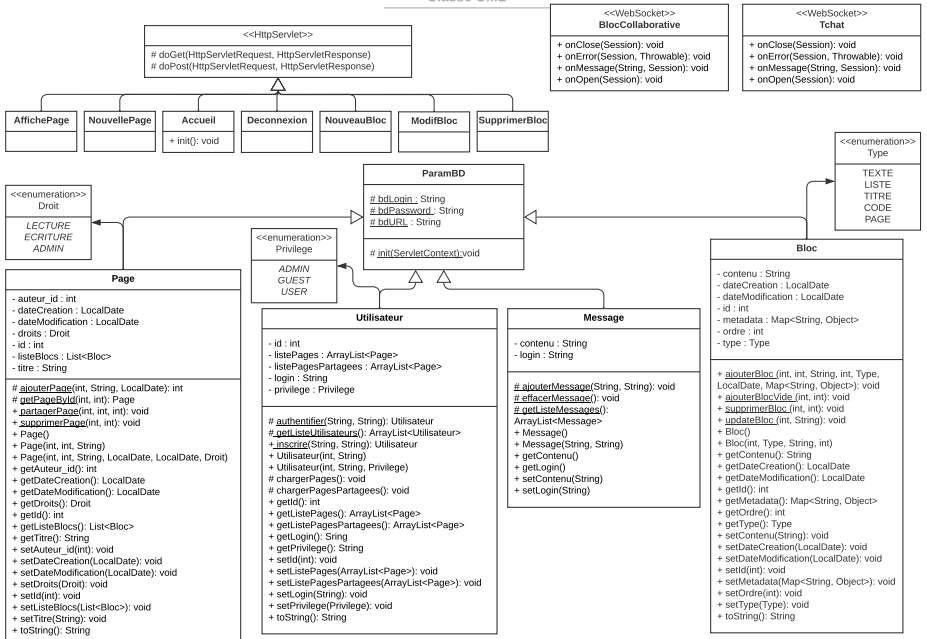 Classe UML
<<HttpServlet>>
# doGet(HttpServletRequest, HttpServletResponse)
# doPost(HttpServletRequest, HttpServletResponse)
<<WebSocket>>
BlocCollaborative
+ onClose(Session): void
+ onError(Session, Throwable): void
+ onMessage(String, Session): void
+ onOpen(Session): void
<<WebSocket>>
Tchat
+ onClose(Session): void
+ onError(Session, Throwable): void
+ onMessage(String, Session): void
+ onOpen(Session): void
AffichePage
NouvellePage
Accueil
+ init(): void
Deconnexion
NouveauBloc
ModifBloc
SupprimerBloc
<<enumeration>>
Type
TEXTE
LISTE
TITRE
CODE
PAGE
ParamBD
# bdLogin : String
# bdPassword : String
# bdURL : String
# init(ServletContext):void
<<enumeration>>
Droit
LECTURE
ECRITURE
ADMIN
<<enumeration>>
Privilege
ADMIN
GUEST
USER
Page
- auteur_id : int
- dateCreation : LocalDate
- dateModification : LocalDate
- droits : Droit
- id : int
- listeBlocs : List<Bloc>
- titre : String
# ajouterPage(int, String, LocalDate): int
# getPageById(int, int): Page
+ partagerPage(int, int, int): void
+ supprimerPage(int, int): void
+ Page()
+ Page(int, int, String)
+ Page(int, int, String, LocalDate, LocalDate, Droit)
+ getAuteur_id(): int
+ getDateCreation(): LocalDate
+ getDateModification(): LocalDate
+ getDroits(): Droit
+ getId(): int
+ getListeBlocs(): List<Bloc>
+ getTitre(): String
+ setAuteur_id(int): void
+ setDateCreation(LocalDate): void
+ setDateModification(LocalDate): void
+ setDroits(Droit): void
+ setId(int): void
+ setListeBlocs(List<Bloc>): void
+ setTitre(String): void
+ toString(): String
Utilisateur
- id : int
- listePages : ArrayList<Page>
- listePagesPartagees : ArrayList<Page>
- login : String
- privilege : Privilege
# authentifier(String, String): Utilisateur
# getListeUtilisateurs(): ArrayList<Utilisateur>
+ inscrire(String, String): Utilisateur
+ Utilisateur(int, String)
+ Utilisateur(int, String, Privilege)
# chargerPages(): void
# chargerPagesPartagees(): void
+ getId(): int
+ getListePages(): ArrayList<Page>
+ getListePagesPartagees(): ArrayList<Page>
+ getLogin(): Sring
+ getPrivilege(): String
+ setId(int): void
+ setListePages(ArrayList<Page>): void
+ setListePagesPartagees(ArrayList<Page>): void
+ setLogin(String): void
+ setPrivilege(Privilege): void
+ toString(): String
Message
- contenu : String
- login : String
# ajouterMessage(String, String): void
# effacerMessage(): void
# getListeMessages():
ArrayList<Message>
+ Message()
+ Message(String, String)
+ getContenu()
+ getLogin()
+ setContenu(String)
+ setLogin(String)
Bloc
- contenu : String
- dateCreation : LocalDate
- dateModification : LocalDate
- id : int
- metadata : Map<String, Object>
- ordre : int
- type : Type
+ ajouterBloc (int, int, String, int, Type,
LocalDate, Map<String, Object>): void
+ ajouterBlocVide (int, int): void
+ supprimerBloc (int, int): void
+ updateBloc (int, String): void
+ Bloc()
+ Bloc(int, Type, String, int)
+ getContenu(): String
+ getDateCreation(): LocalDate
+ getDateModification(): LocalDate
+ getId(): int
+ getMetadata(): Map<String, Object>
+ getOrdre(): int
+ getType(): Type
+ setContenu(String): void
+ setDateCreation(LocalDate): void
+ setDateModification(LocalDate): void
+ setId(int): void
+ setMetadata(Map<String, Object>): void
+ setOrdre(int): void
+ setType(Type): void
+ toString(): String